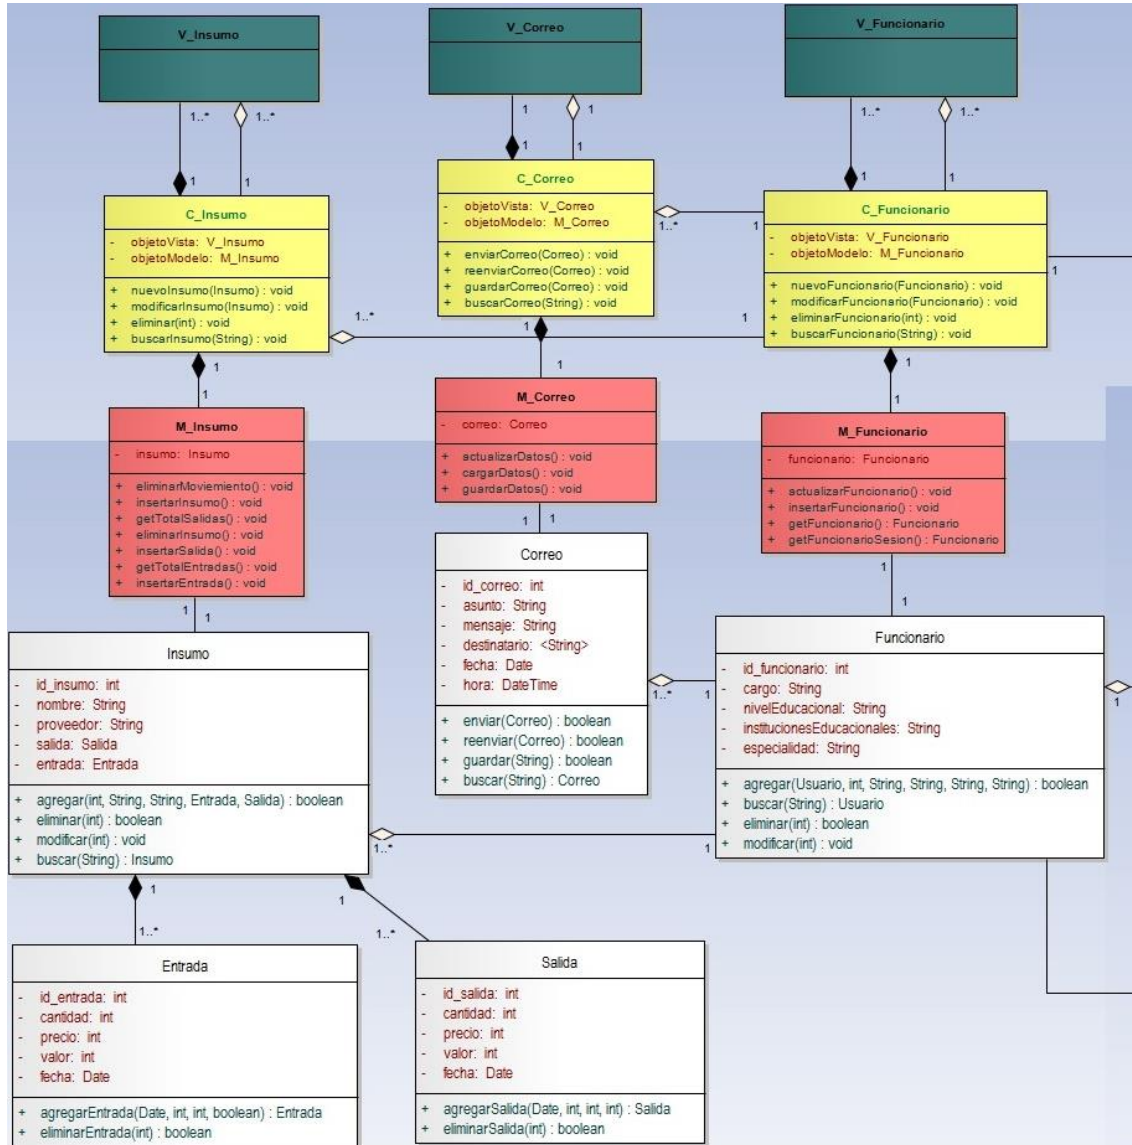 V_Insumo
V_Correo
V_Funcionario
1..*
1..*
1
1
1..*
1..*
1
1
1
1
1
1
C_Insumo
- objetoVista: V_Insumo
- objetoModelo: M_Insumo
+ nuevoInsumo(Insumo) : void
+ modificarInsumo(Insumo) : void
+ eliminar(int) : void
+ buscarInsumo(String) : void
C_Correo
- objetoVista: V_Correo
- objetoModelo: M_Correo
+ enviarCorreo(Correo) : void
+ reenviarCorreo(Correo) : void
+ guardarCorreo(Correo) : void
+ buscarCorreo(String) : void
1..*
1
C_Funcionario
- objetoVista: V_Funcionario
- objetoModelo: M_Funcionario
+ nuevoFuncionario(Funcionario) : void
+ modificarFuncionario(Funcionario) : void
+ eliminarFuncionario(int) : void
+ buscarFuncionario(String) : void
1
1..*
1
1
1
1
1
1
1
M_Insumo
- insumo: Insumo
+ eliminarMoviemiento() : void
+ insertarInsumo() : void
+ getTotalSalidas() : void
+ eliminarInsumo() : void
+ insertarSalida() : void
+ getTotalEntradas() : void
+ insertarEntrada() : void
M_Correo
- correo: Correo
+ actualizarDatos() : void
+ cargarDatos() : void
+ guardarDatos() : void
M_Funcionario
- funcionario: Funcionario
+ actualizarFuncionario() : void
+ insertarFuncionario() : void
+ getFuncionario() : Funcionario
+ getFuncionarioSesion() : Funcionario
1
1
1
1
1
1
Insumo
- id_insumo: int
- nombre: String
- proveedor: String
- salida: Salida
- entrada: Entrada
+ agregar(int, String, String, Entrada, Salida) : boolean
+ eliminar(int) : boolean
+ modificar(int) : void
+ buscar(String) : Insumo
Correo
- id_correo: int
- asunto: String
- mensaje: String
- destinatario: <String>
- fecha: Date
- hora: DateTime
+ enviar(Correo) : boolean
+ reenviar(Correo) : boolean
+ guardar(String) : boolean
+ buscar(String) : Correo
1..*
1
Funcionario
- id_funcionario: int
- cargo: String
- nivelEducacional: String
- institucionesEducacionales: String
- especialidad: String
+ agregar(Usuario, int, String, String, String, String) : boolean
+ buscar(String) : Usuario
+ eliminar(int) : boolean
+ modificar(int) : void
1
1..*
1
1
1
1..*
1..*
Entrada
- id_entrada: int
- cantidad: int
- precio: int
- valor: int
- fecha: Date
+ agregarEntrada(Date, int, int, boolean) : Entrada
+ eliminarEntrada(int) : boolean
Salida
- id_salida: int
- cantidad: int
- precio: int
- valor: int
- fecha: Date
+ agregarSalida(Date, int, int, int) : Salida
+ eliminarSalida(int) : boolean